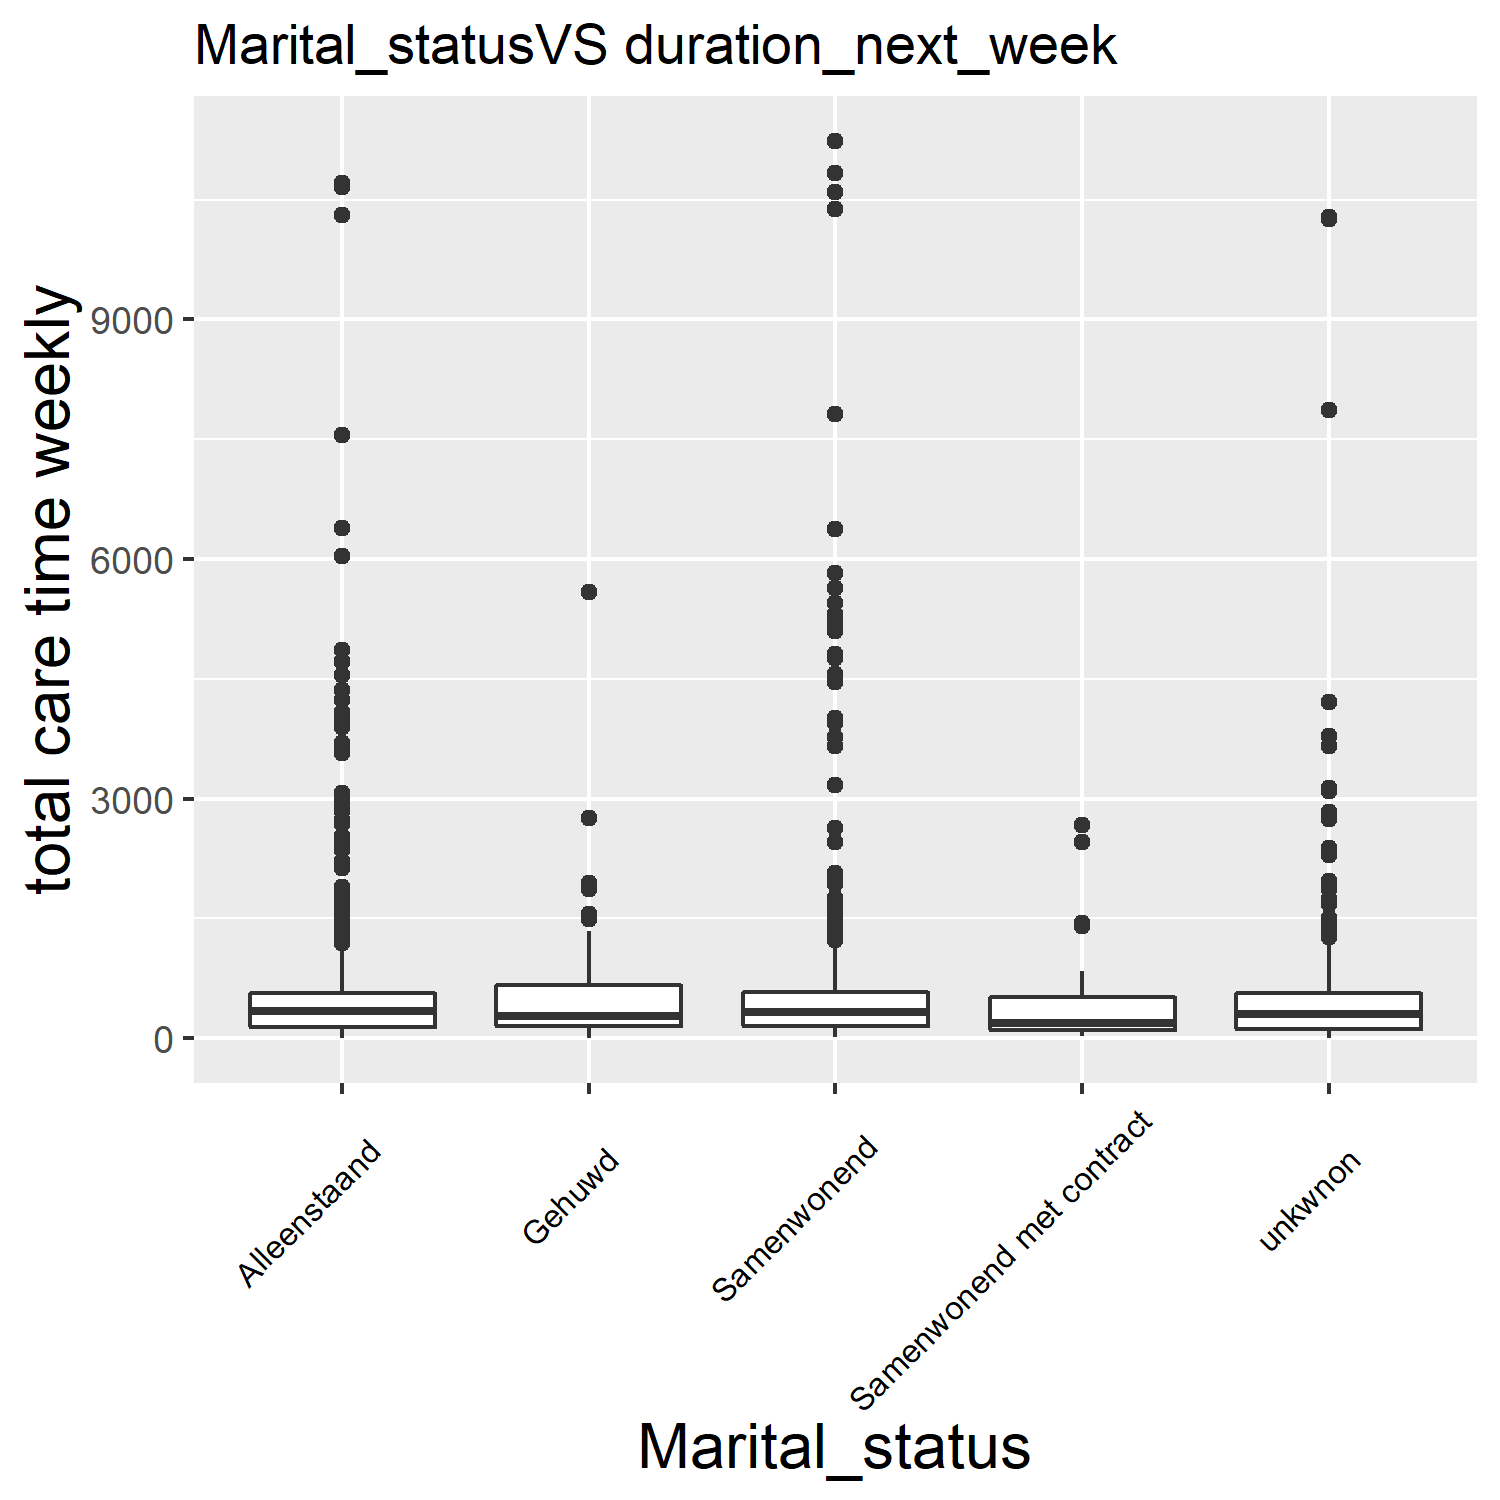 Marital_statusVS duration_next_week
total care time weekly
9000
6000
3000
0
Alleenstaand
Gehuwd
Samenwonend
Samenwonend met contract
unkwnon
Marital_status